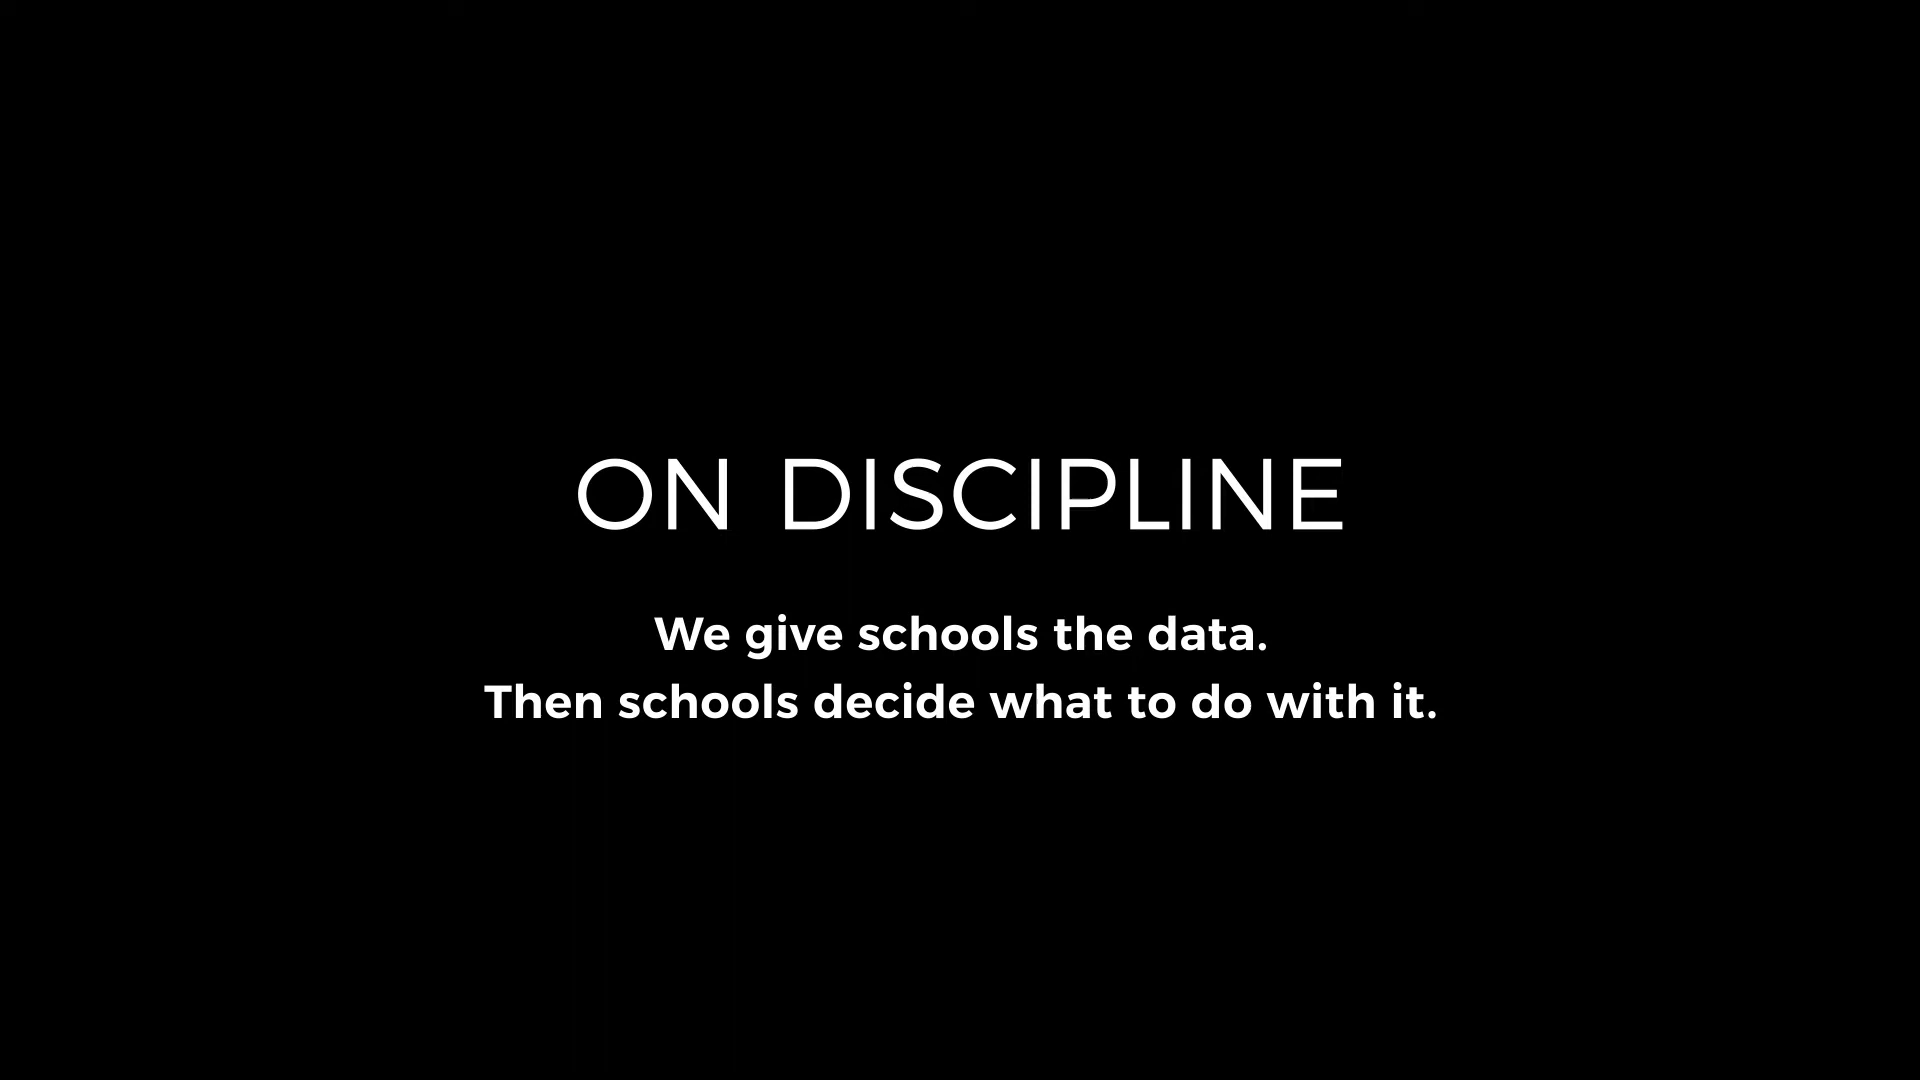 ON DISCIPLINE
We give schools the data.
Then schools decide what to do with it.